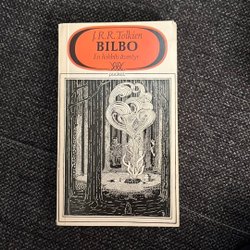 J.R.R. Tolkien
BILBO
En hobbits äventyr